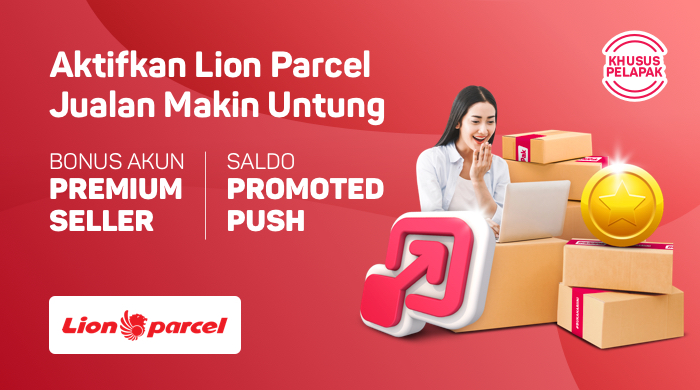 Aktifkan Lion Parcel
Jualan Makin Untung
KHUSUS
PELAPAK
BONUS AKUN
PREMIUM
SELLER
SALDO
PROMOTED
PUSH
Lion parcel